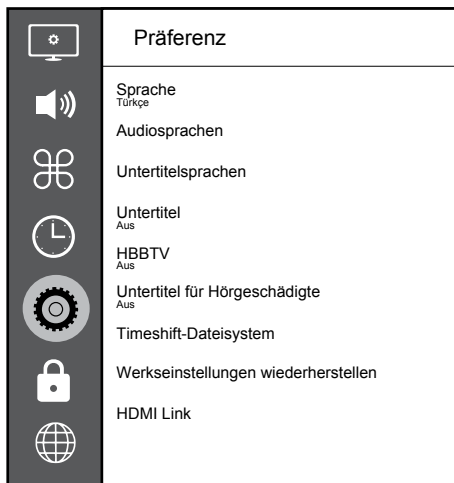 Präferenz
Sprache
Türkçe
Audiosprachen
Untertitelsprachen
Untertitel
Aus
HBBTV
Aus
Untertitel für Hörgeschädigte
Aus
Timeshift-Dateisystem
Werkseinstellungen wiederherstellen
HDMI Link